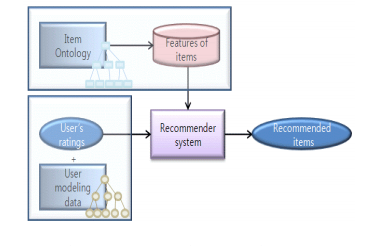 Item
Ontology
Features of
items
User's
ratings
+
User
modeling
data
Recommender
system
Recommended
items